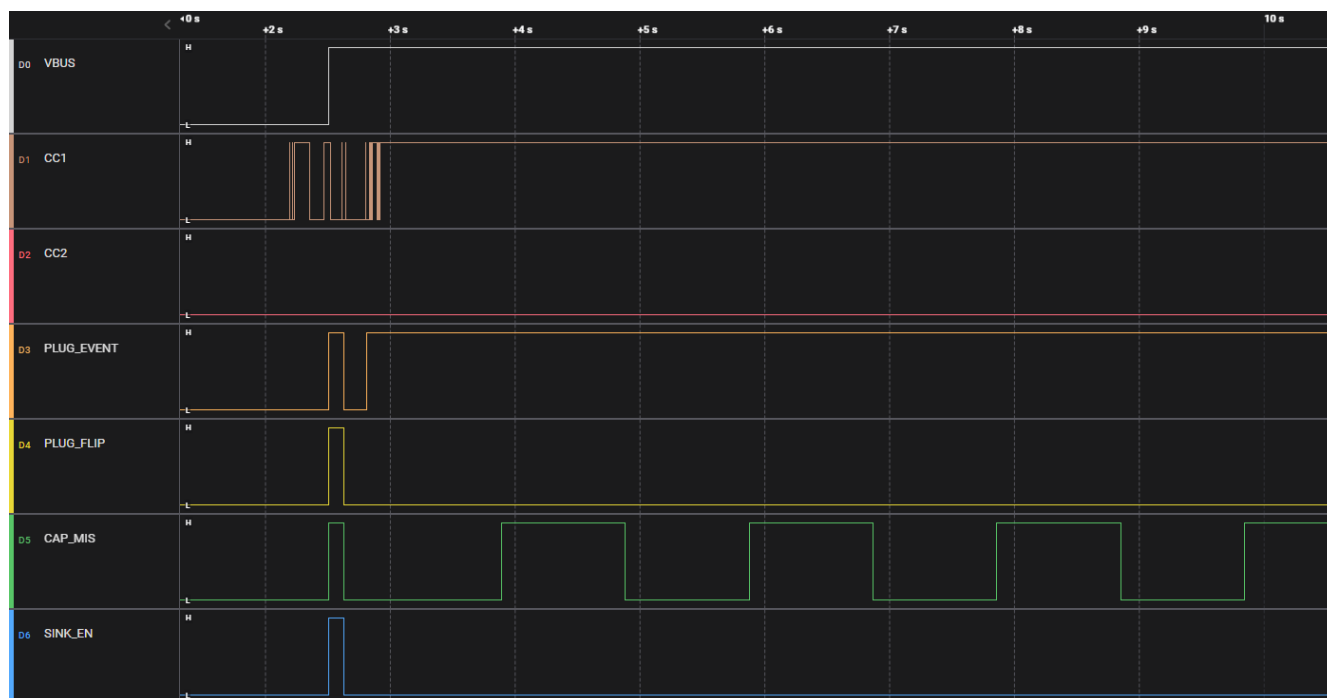 0 s 10 s
+2 s +3 s +4 s +5 s +6 s +7 s +8 s +9 s
H
D0 VBUS
L
H
D1 CC1
L
H
D2 CC2
L
H
D3 PLUG_EVENT
L
H
D4 PLUG_FLIP
L
H
D5 CAP_MIS
L
H
D6 SINK_EN
L